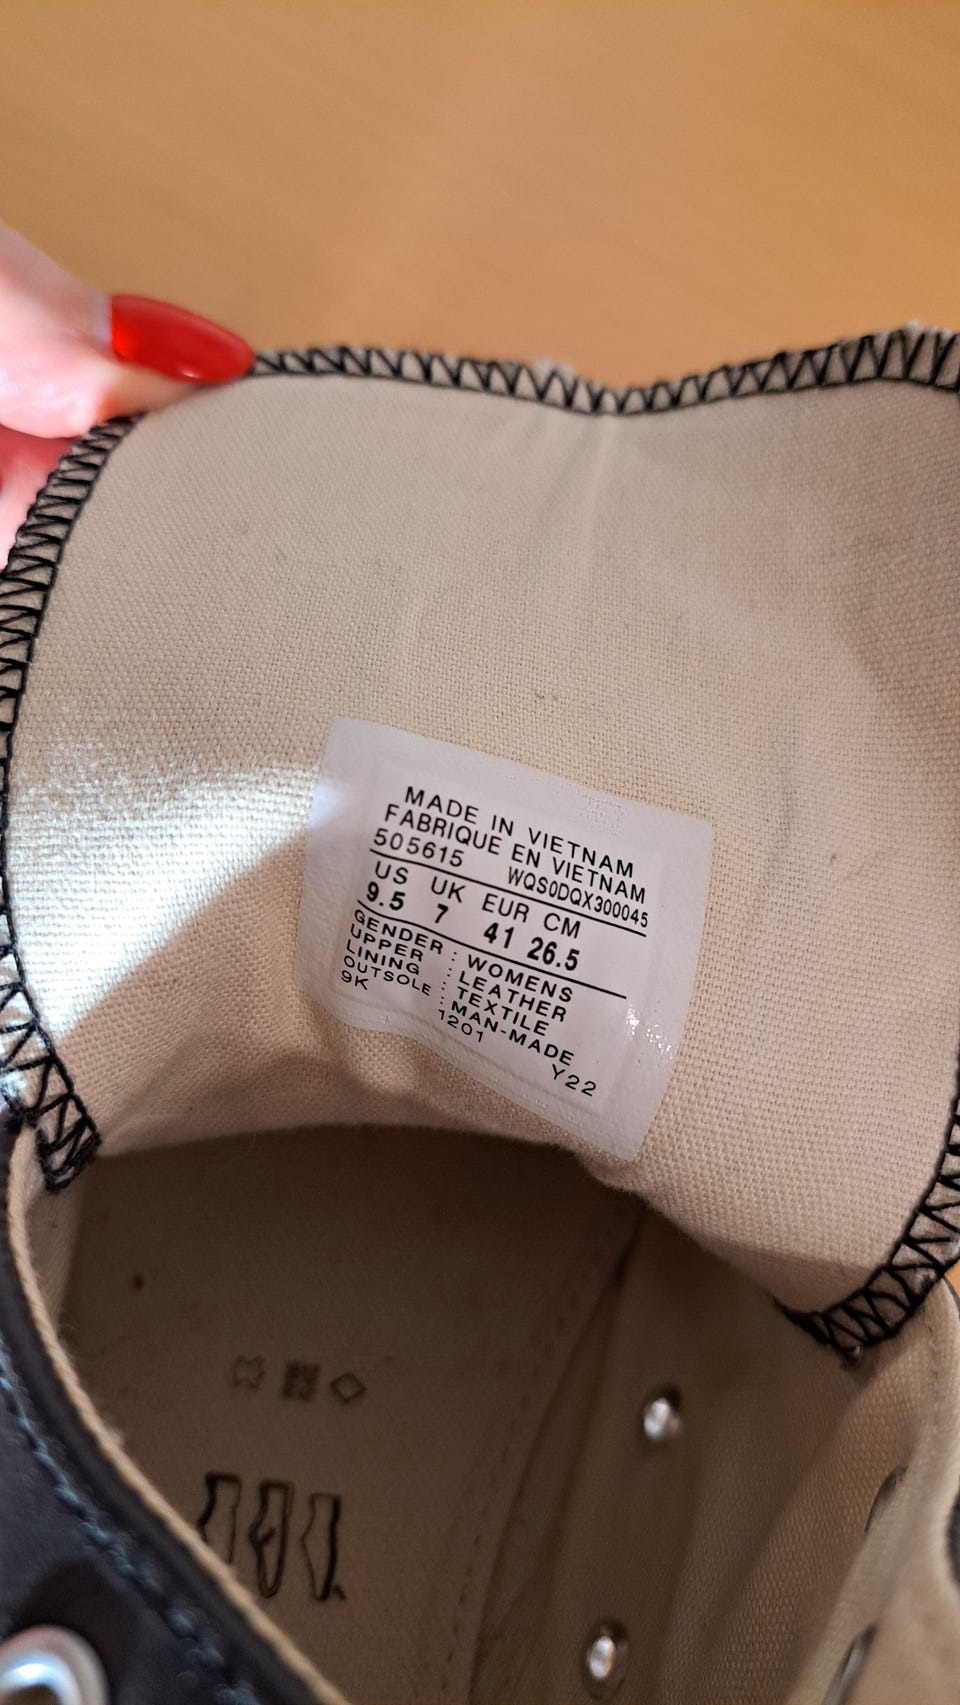 MADE IN VIETNAM
FABRIQUE EN VIETNAM
505615 WQS0DQX300045
US UK EUR CM
9.5 7 41 26.5
GENDER : WOMENS
UPPER : LEATHER
LINING : TEXTILE
OUTSOLE : MAN-MADE
9K 1201 Y22